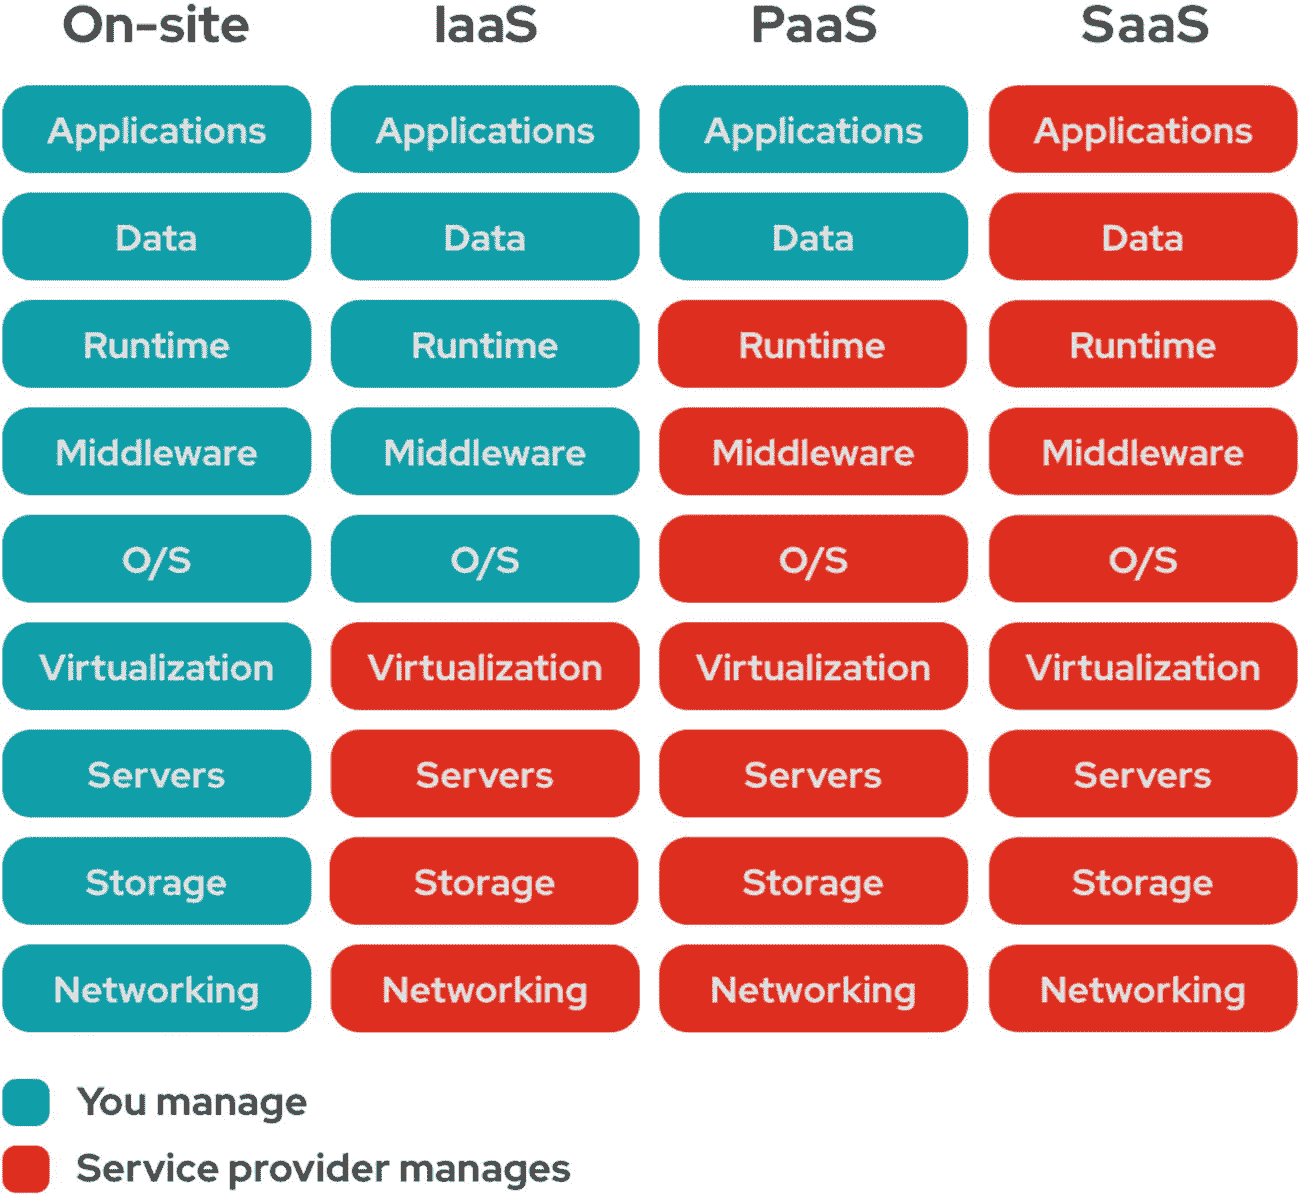 On-site IaaS PaaS SaaS
Applications Applications Applications Applications
Data Data Data Data
Runtime Runtime Runtime Runtime
Middleware Middleware Middleware Middleware
O/S O/S O/S O/S
Virtualization Virtualization Virtualization Virtualization
Servers Servers Servers Servers
Storage Storage Storage Storage
Networking Networking Networking Networking
You manage
Service provider manages